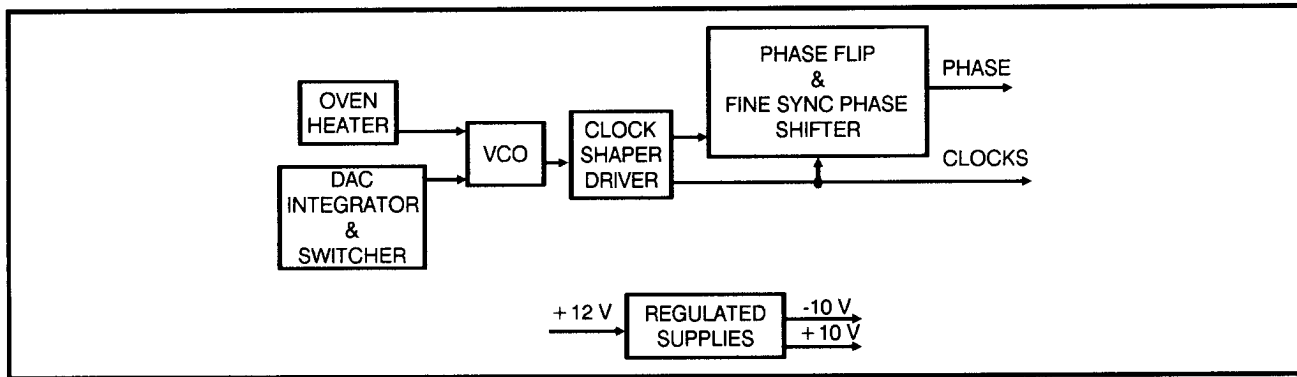 PHASE FLIP
&
FINE SYNC PHASE
SHIFTER
PHASE
OVEN
HEATER
VCO
CLOCK
SHAPER
DRIVER
CLOCKS
DAC
INTEGRATOR
&
SWITCHER
+12 V
REGULATED
SUPPLIES
-10 V
+10 V